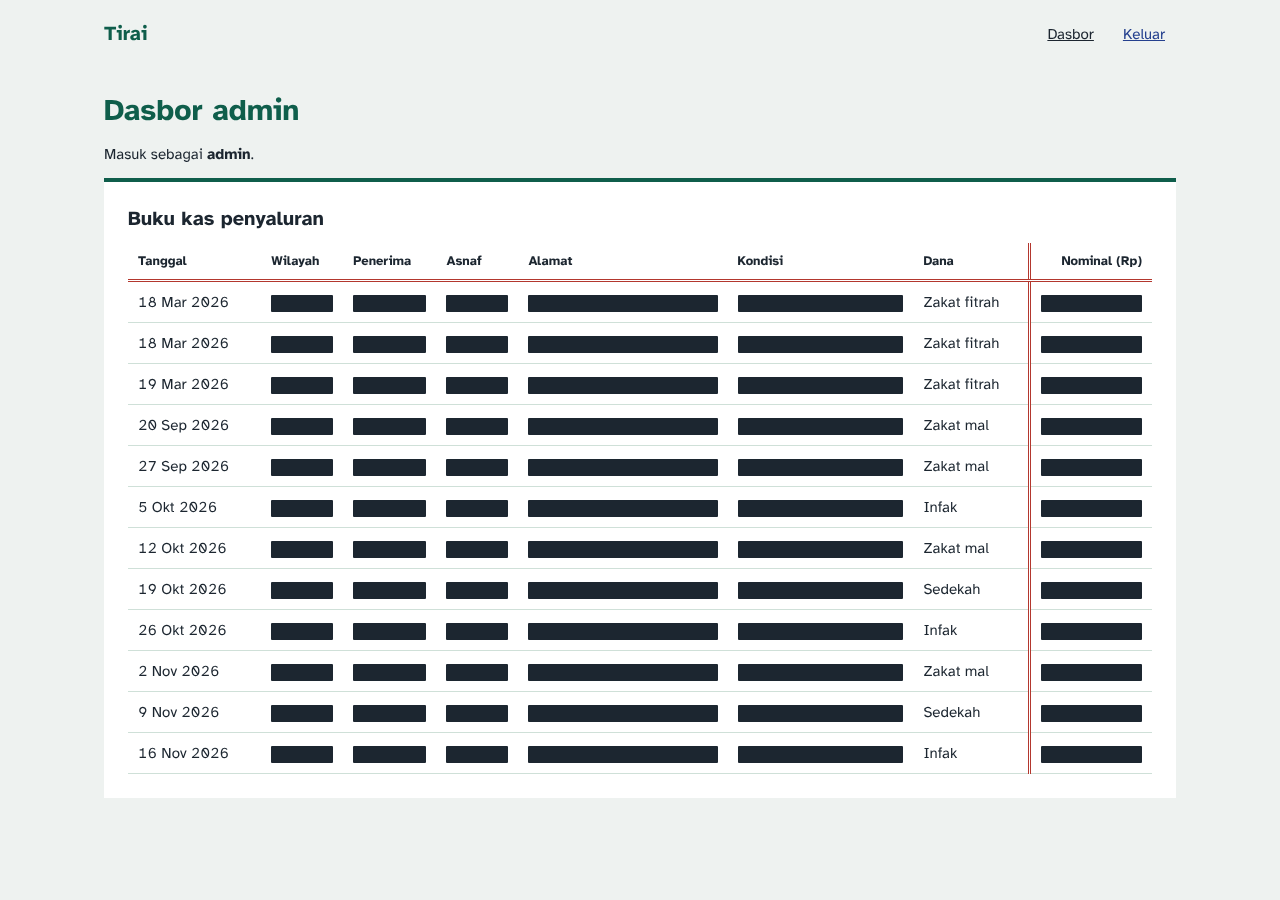 Tirai
Dasbor Keluar
Dasbor admin
Masuk sebagai admin.
Buku kas penyaluran
Tanggal Wilayah Penerima Asnaf Alamat Kondisi Dana Nominal (Rp)
18 Mar 2026 Zakat fitrah
18 Mar 2026 Zakat fitrah
19 Mar 2026 Zakat fitrah
20 Sep 2026 Zakat mal
27 Sep 2026 Zakat mal
5 Okt 2026 Infak
12 Okt 2026 Zakat mal
19 Okt 2026 Sedekah
26 Okt 2026 Infak
2 Nov 2026 Zakat mal
9 Nov 2026 Sedekah
16 Nov 2026 Infak